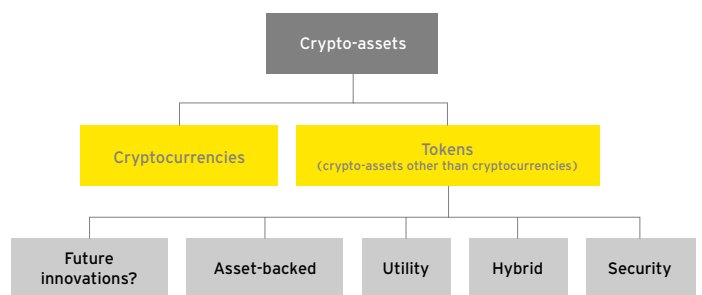 Crypto-assets
Cryptocurrencies
Tokens
(crypto-assets other than cryptocurrencies)
Future
innovations?
Asset-backed
Utility
Hybrid
Security